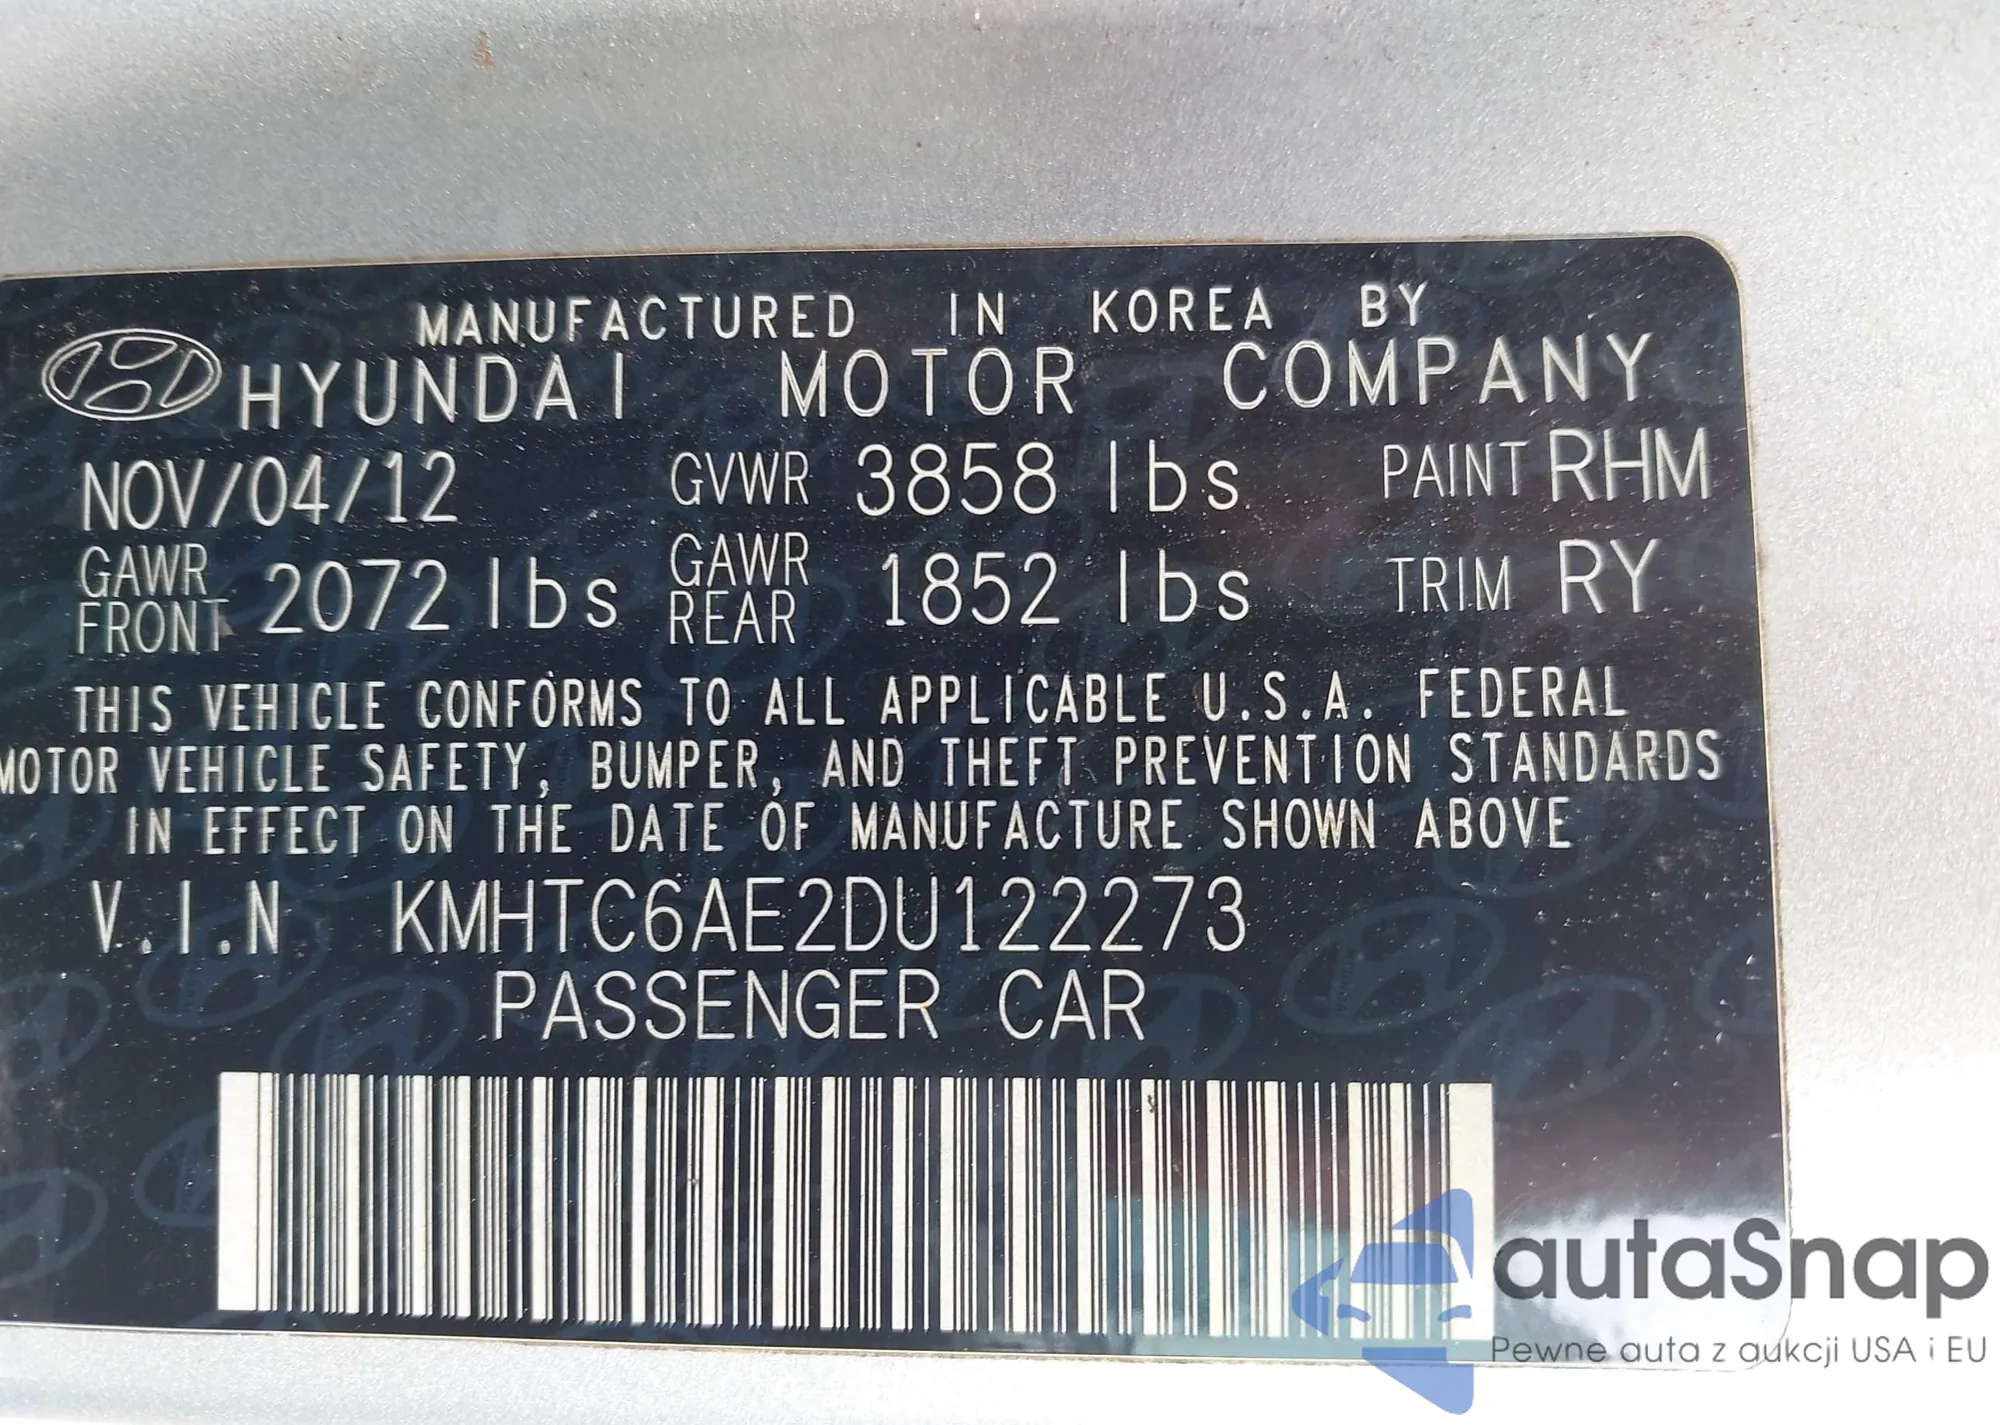 MANUFACTURED IN KOREA BY
HYUNDAI MOTOR COMPANY
NOV/04/12 GVWR 3858 lbs PAINT RHM
GAWR FRONT 2072 lbs GAWR REAR 1852 lbs TRIM RY
THIS VEHICLE CONFORMS TO ALL APPLICABLE U.S.A. FEDERAL
MOTOR VEHICLE SAFETY, BUMPER, AND THEFT PREVENTION STANDARDS
IN EFFECT ON THE DATE OF MANUFACTURE SHOWN ABOVE
V.I.N KMHTC6AE2DU122273
PASSENGER CAR
autaSnap
Pewne auta z aukcji USA i EU